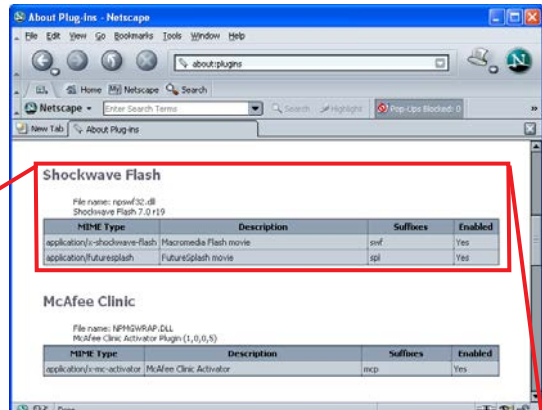 About Plug-ins - Netscape
File Edit View Go Bookmarks Tools Window Help
about:plugins
Home My Netscape Search
Netscape Enter Search Terms Search Highlight Pop-Ups Blocked: 0
New Tab About Plug-ins
Shockwave Flash
File name: npswf32.dll
Shockwave Flash 7.0 r19
MIME Type Description Suffixes Enabled
application/x-shockwave-flash Macromedia Flash movie swf Yes
application/futuresplash FutureSplash movie spl Yes
McAfee Clinic
File name: NPMGWRAP.DLL
McAfee Clinic Activator Plugin (1,0,0,5)
MIME Type Description Suffixes Enabled
application/x-mc-activator McAfee Clinic Activator mcp Yes